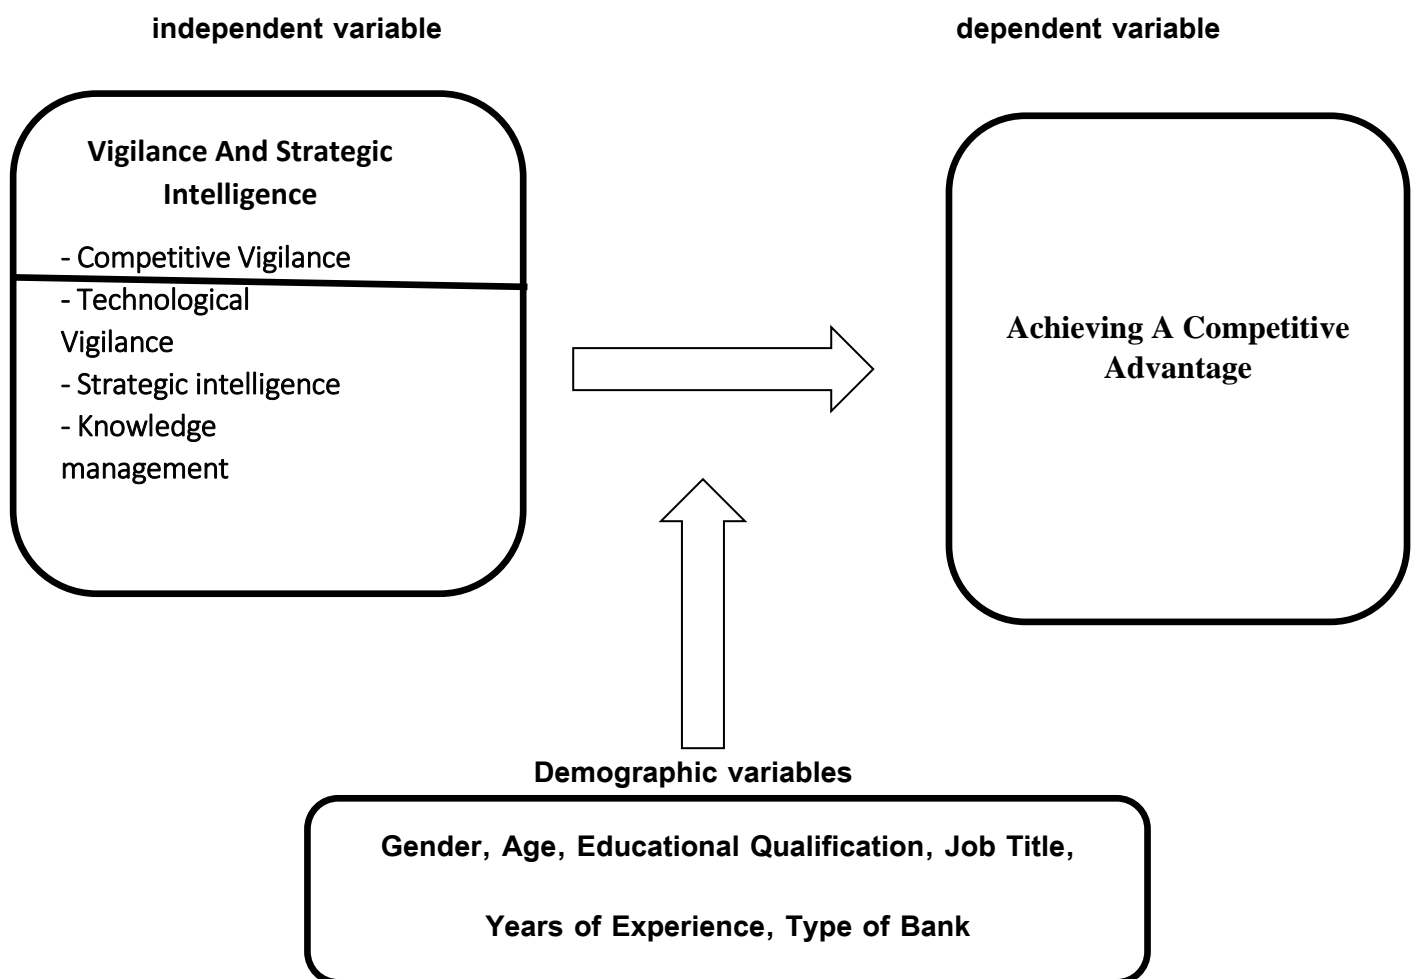 independent variable
dependent variable
Vigilance And Strategic
Intelligence
- Competitive Vigilance
- Technological
Vigilance
- Strategic intelligence
- Knowledge
management
Achieving A Competitive
Advantage
Demographic variables
Gender, Age, Educational Qualification, Job Title,
Years of Experience, Type of Bank